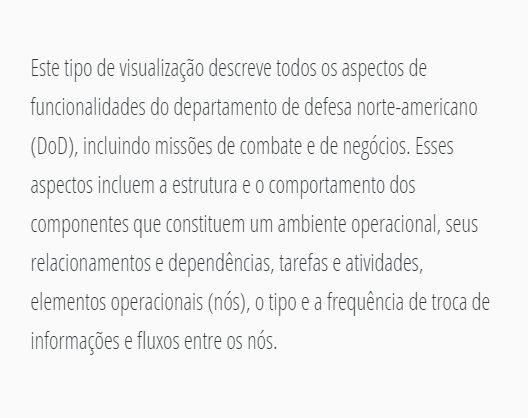 Este tipo de visualização descreve todos os aspectos de
funcionalidades do departamento de defesa norte-americano
(DoD), incluindo missões de combate e de negócios. Esses
aspectos incluem a estrutura e o comportamento dos
componentes que constituem um ambiente operacional, seus
relacionamentos e dependências, tarefas e atividades,
elementos operacionais (nós), o tipo e a frequência de troca de
informações e fluxos entre os nós.